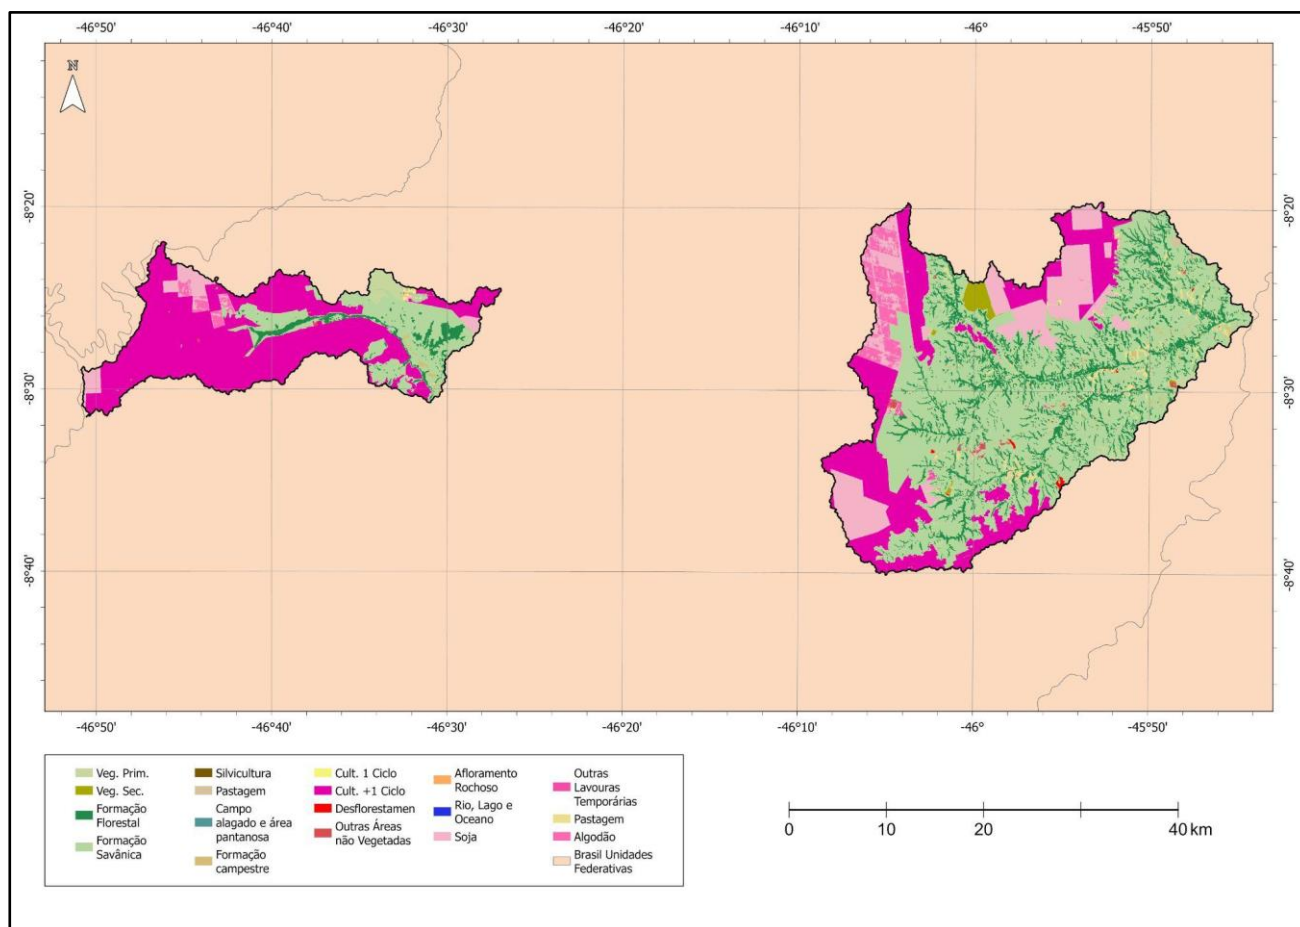 -46°50' -46°40' -46°30' -46°20' -46°10' -46° -45°50'
N
-8°20' -8°20'
-8°30' -8°30'
-8°40' -8°40'
-46°50' -46°40' -46°30' -46°20' -46°10' -46° -45°50'
Veg. Prim.
Veg. Sec.
Formação
Florestal
Formação
Savânica
Silvicultura
Pastagem
Campo
alagado e área
pantanosa
Formação
campestre
Cult. 1 Ciclo
Cult. +1 Ciclo
Desflorestamen
Outras Áreas
não Vegetadas
Afloramento
Rochoso
Rio, Lago e
Oceano
Soja
Outras
Lavouras
Temporárias
Pastagem
Algodão
Brasil Unidades
Federativas
0 10 20 40 km